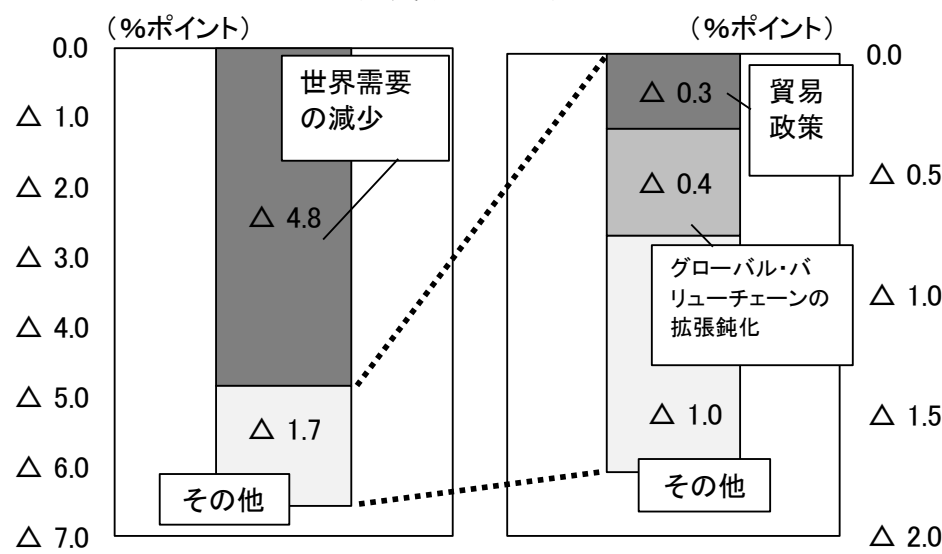 （%ポイント）
0.0
△ 1.0
△ 2.0
△ 3.0
△ 4.0
△ 5.0
△ 6.0
△ 7.0
世界需要
の減少
△ 4.8
△ 1.7
その他
（%ポイント）
0.0
△ 0.5
△ 1.0
△ 1.5
△ 2.0
△ 0.3
貿易
政策
△ 0.4
グローバル・バ
リューチェーンの
拡張鈍化
△ 1.0
その他